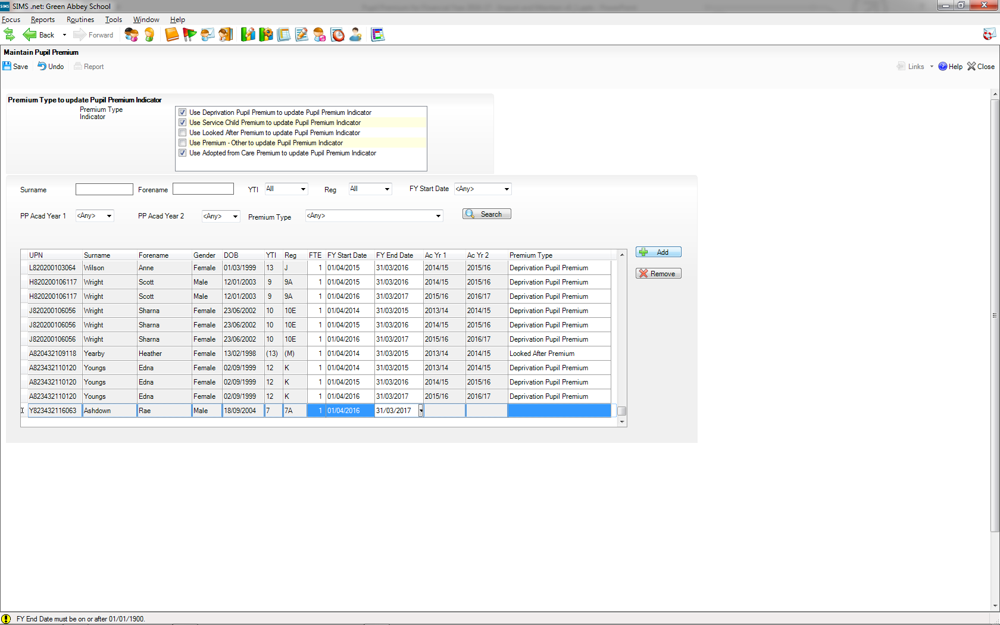 SIMS SIMS .net: Green Abbey School
Focus Reports Routines Tools Window Help
Back Forward
Maintain Pupil Premium
Save Undo Report Links Help Close
Premium Type to update Pupil Premium Indicator
Premium Type
Indicator
Use Deprivation Pupil Premium to update Pupil Premium Indicator
Use Service Child Premium to update Pupil Premium Indicator
Use Looked After Premium to update Pupil Premium Indicator
Use Premium - Other to update Pupil Premium Indicator
Use Adopted from Care Premium to update Pupil Premium Indicator
Surname Forename YTI All Reg All FY Start Date <Any>
PP Acad Year 1 <Any> PP Acad Year 2 <Any> Premium Type <Any> Search
UPN Surname Forename Gender DOB YTI Reg FTE FY Start Date FY End Date Ac Yr 1 Ac Yr 2 Premium Type Add
L820200103064 Wilson Anne Female 01/03/1999 13 J 1 01/04/2015 31/03/2016 2014/15 2015/16 Deprivation Pupil Premium Remove
H820200106117 Wright Scott Male 12/01/2003 9 9A 1 01/04/2015 31/03/2016 2014/15 2015/16 Deprivation Pupil Premium
H820200106117 Wright Scott Male 12/01/2003 9 9A 1 01/04/2016 31/03/2017 2015/16 2016/17 Deprivation Pupil Premium
J820200106056 Wright Sharna Female 23/06/2002 10 10E 1 01/04/2014 31/03/2015 2013/14 2014/15 Deprivation Pupil Premium
J820200106056 Wright Sharna Female 23/06/2002 10 10E 1 01/04/2015 31/03/2016 2014/15 2015/16 Deprivation Pupil Premium
J820200106056 Wright Sharna Female 23/06/2002 10 10E 1 01/04/2016 31/03/2017 2015/16 2016/17 Deprivation Pupil Premium
A820432109118 Yearby Heather Female 13/02/1998 (13) (M) 1 01/04/2014 31/03/2015 2013/14 2014/15 Looked After Premium
A823432110120 Youngs Edna Female 02/09/1999 12 K 1 01/04/2014 31/03/2015 2013/14 2014/15 Deprivation Pupil Premium
A823432110120 Youngs Edna Female 02/09/1999 12 K 1 01/04/2015 31/03/2016 2014/15 2015/16 Deprivation Pupil Premium
A823432110120 Youngs Edna Female 02/09/1999 12 K 1 01/04/2016 31/03/2017 2015/16 2016/17 Deprivation Pupil Premium
Y823432116063 Ashdown Rae Male 18/09/2004 7 7A 1 01/04/2016 31/03/2017
FY End Date must be on or after 01/01/1900.